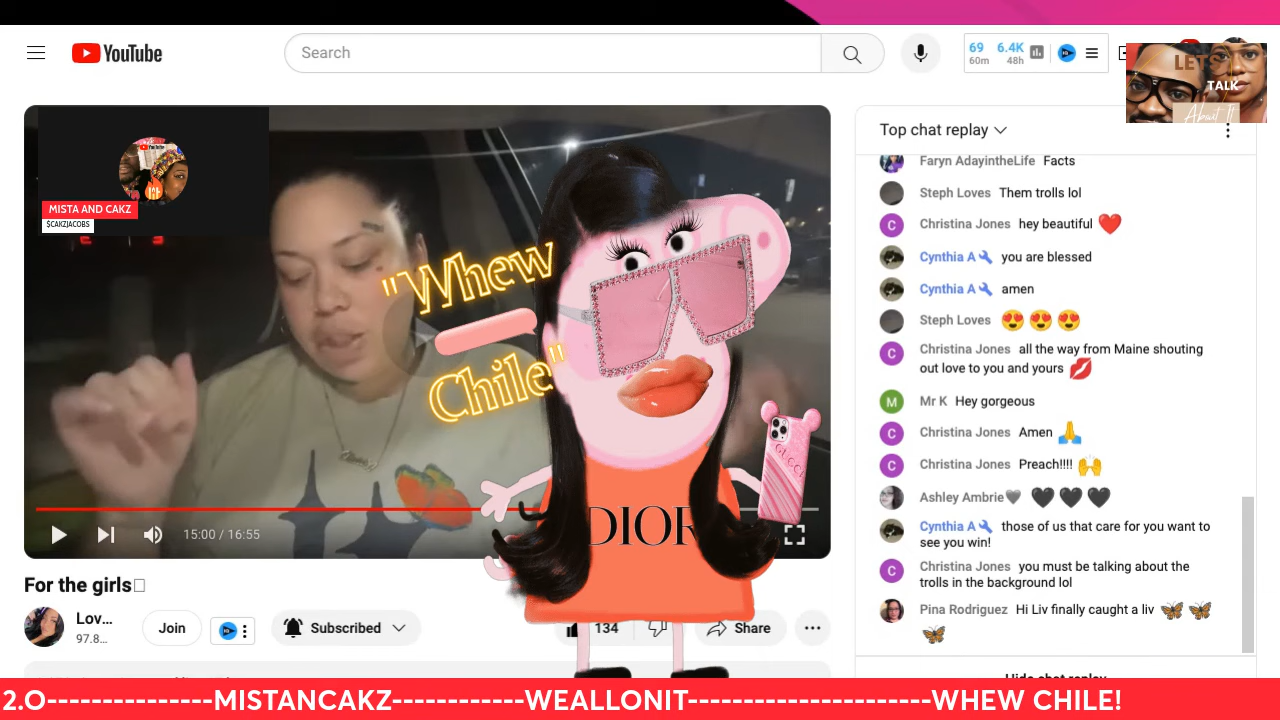 YouTube
Search
69
60m
6.4K
48h
LETS
TALK
About It
MISTA AND CAKZ
$CAKZJACOBS
"Whew
Chile"
DIOR
GUCCI
15:00 / 16:55
For the girls
Lov...
97.8...
Join
Subscribed
134
Share
Top chat replay
Faryn AdayintheLife Facts
Steph Loves Them trolls lol
Christina Jones hey beautiful ❤️
Cynthia A you are blessed
Cynthia A amen
Steph Loves 😍😍😍
Christina Jones all the way from Maine shouting
out love to you and yours 💋
Mr K Hey gorgeous
Christina Jones Amen 🙏
Christina Jones Preach!!!! 🙌
Ashley Ambrie🖤 🖤🖤🖤
Cynthia A those of us that care for you want to
see you win!
Christina Jones you must be talking about the
trolls in the background lol
Pina Rodriguez Hi Liv finally caught a liv 🦋🦋
🦋
Hide chat replay
2.O---------------MISTANCAKZ------------WEALLONIT----------------------WHEW CHILE!